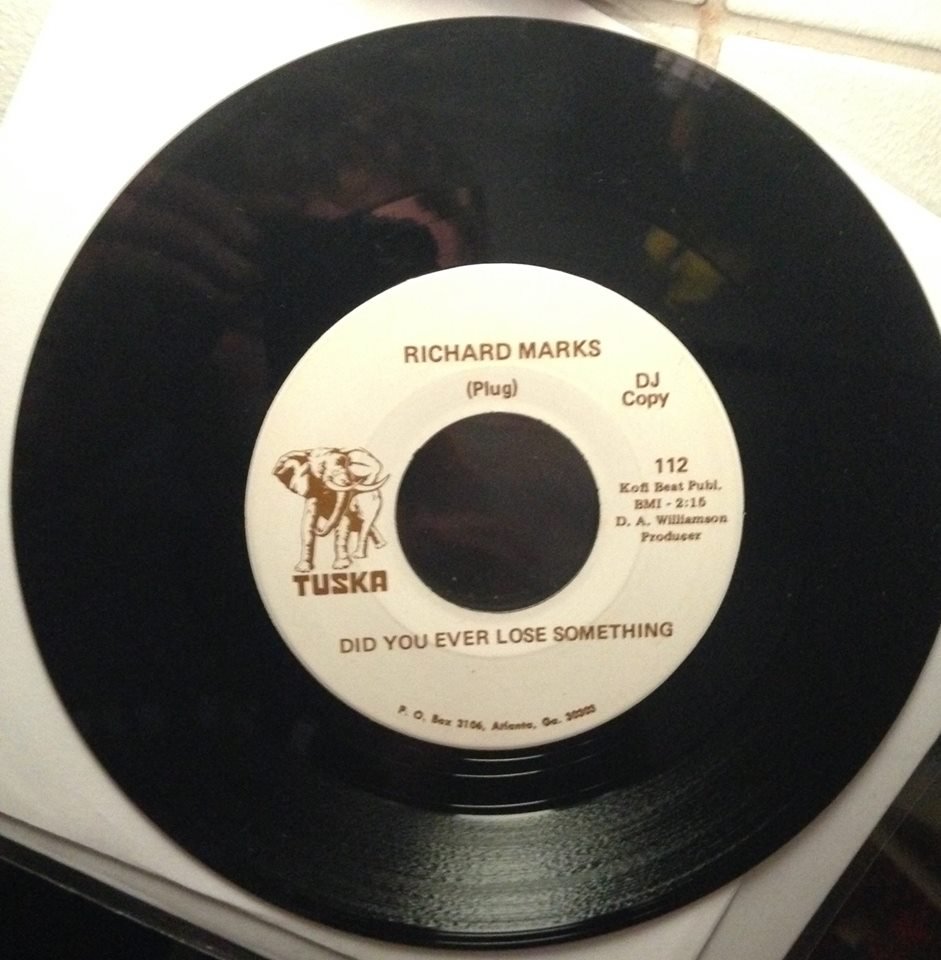 RICHARD MARKS
(Plug)
DJ
Copy
112
Kofi Beat Publ.
BMI - 2:15
D. A. Williamson
Producer
TUSKA
DID YOU EVER LOSE SOMETHING
P. O. Box 3106, Atlanta, Ga. 30303